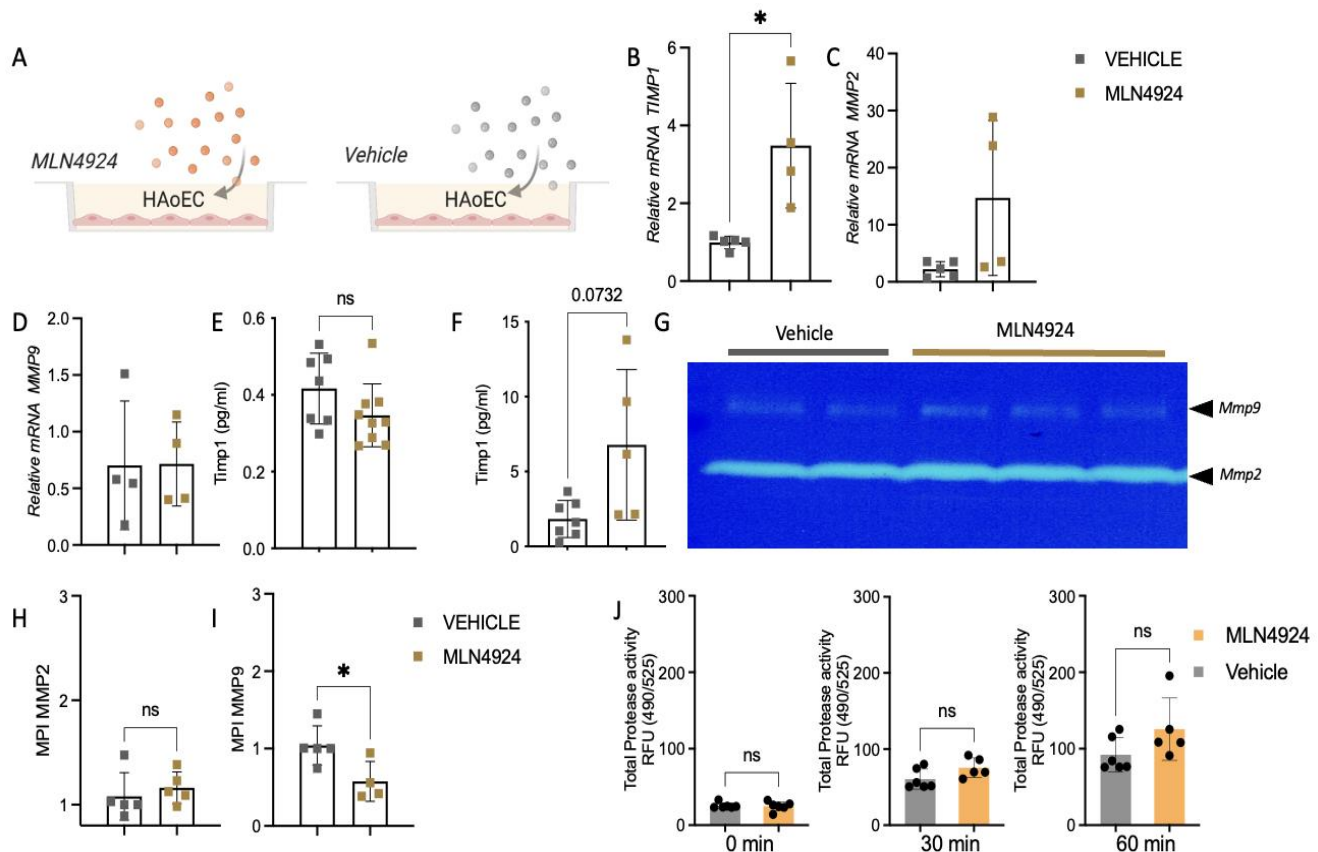 A
MLN4924
HAoEC
Vehicle
HAoEC
B
Relative mRNA TIMP1
6
4
2
0
*
C
Relative mRNA MMP2
40
30
20
10
0
VEHICLE
MLN4924
D
Relative mRNA MMP9
2.0
1.5
1.0
0.5
0.0
E
Timp1 (pg/ml)
0.6
0.4
0.2
0.0
ns
F
Timp1 (pg/ml)
15
10
5
0
0.0732
G
Vehicle
MLN4924
Mmp9
Mmp2
H
MPI MMP2
3
2
1
ns
I
MPI MMP9
3
2
1
0
*
VEHICLE
MLN4924
J
Total Protease activity
RFU (490/525)
300
200
100
0
ns
0 min
Total Protease activity
RFU (490/525)
300
200
100
0
ns
30 min
Total Protease activity
RFU (490/525)
300
200
100
0
ns
60 min
MLN4924
Vehicle